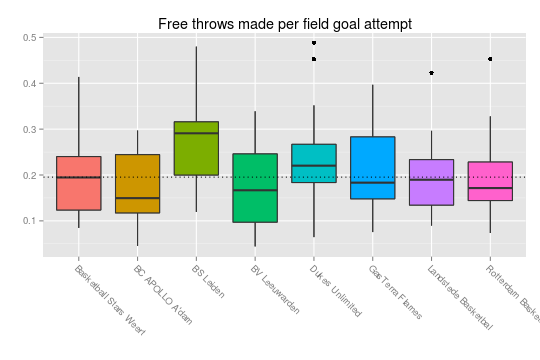 Free throws made per field goal attempt
0.5
0.4
0.3
0.2
0.1
Basketball Stars Weert
BC APOLLO A'dam
BS Leiden
BV Leeuwarden
Dukes Unlimited
GasTerra Flames
Landstede Basketbal
Rotterdam Basket